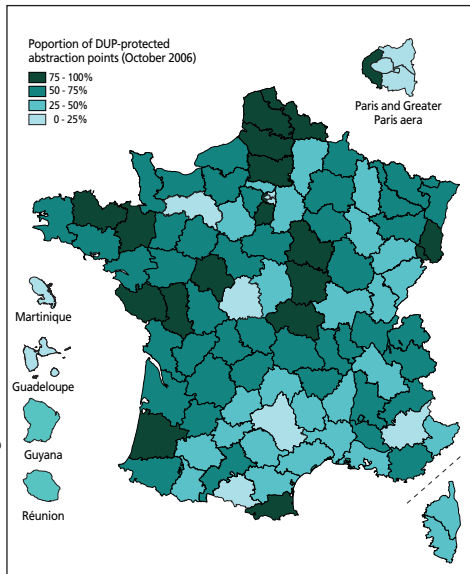 Poportion of DUP-protected
abstraction points (October 2006)
75 - 100%
50 - 75%
25 - 50%
0 - 25%
Paris and Greater
Paris aera
Martinique
Guadeloupe
Guyana
Réunion